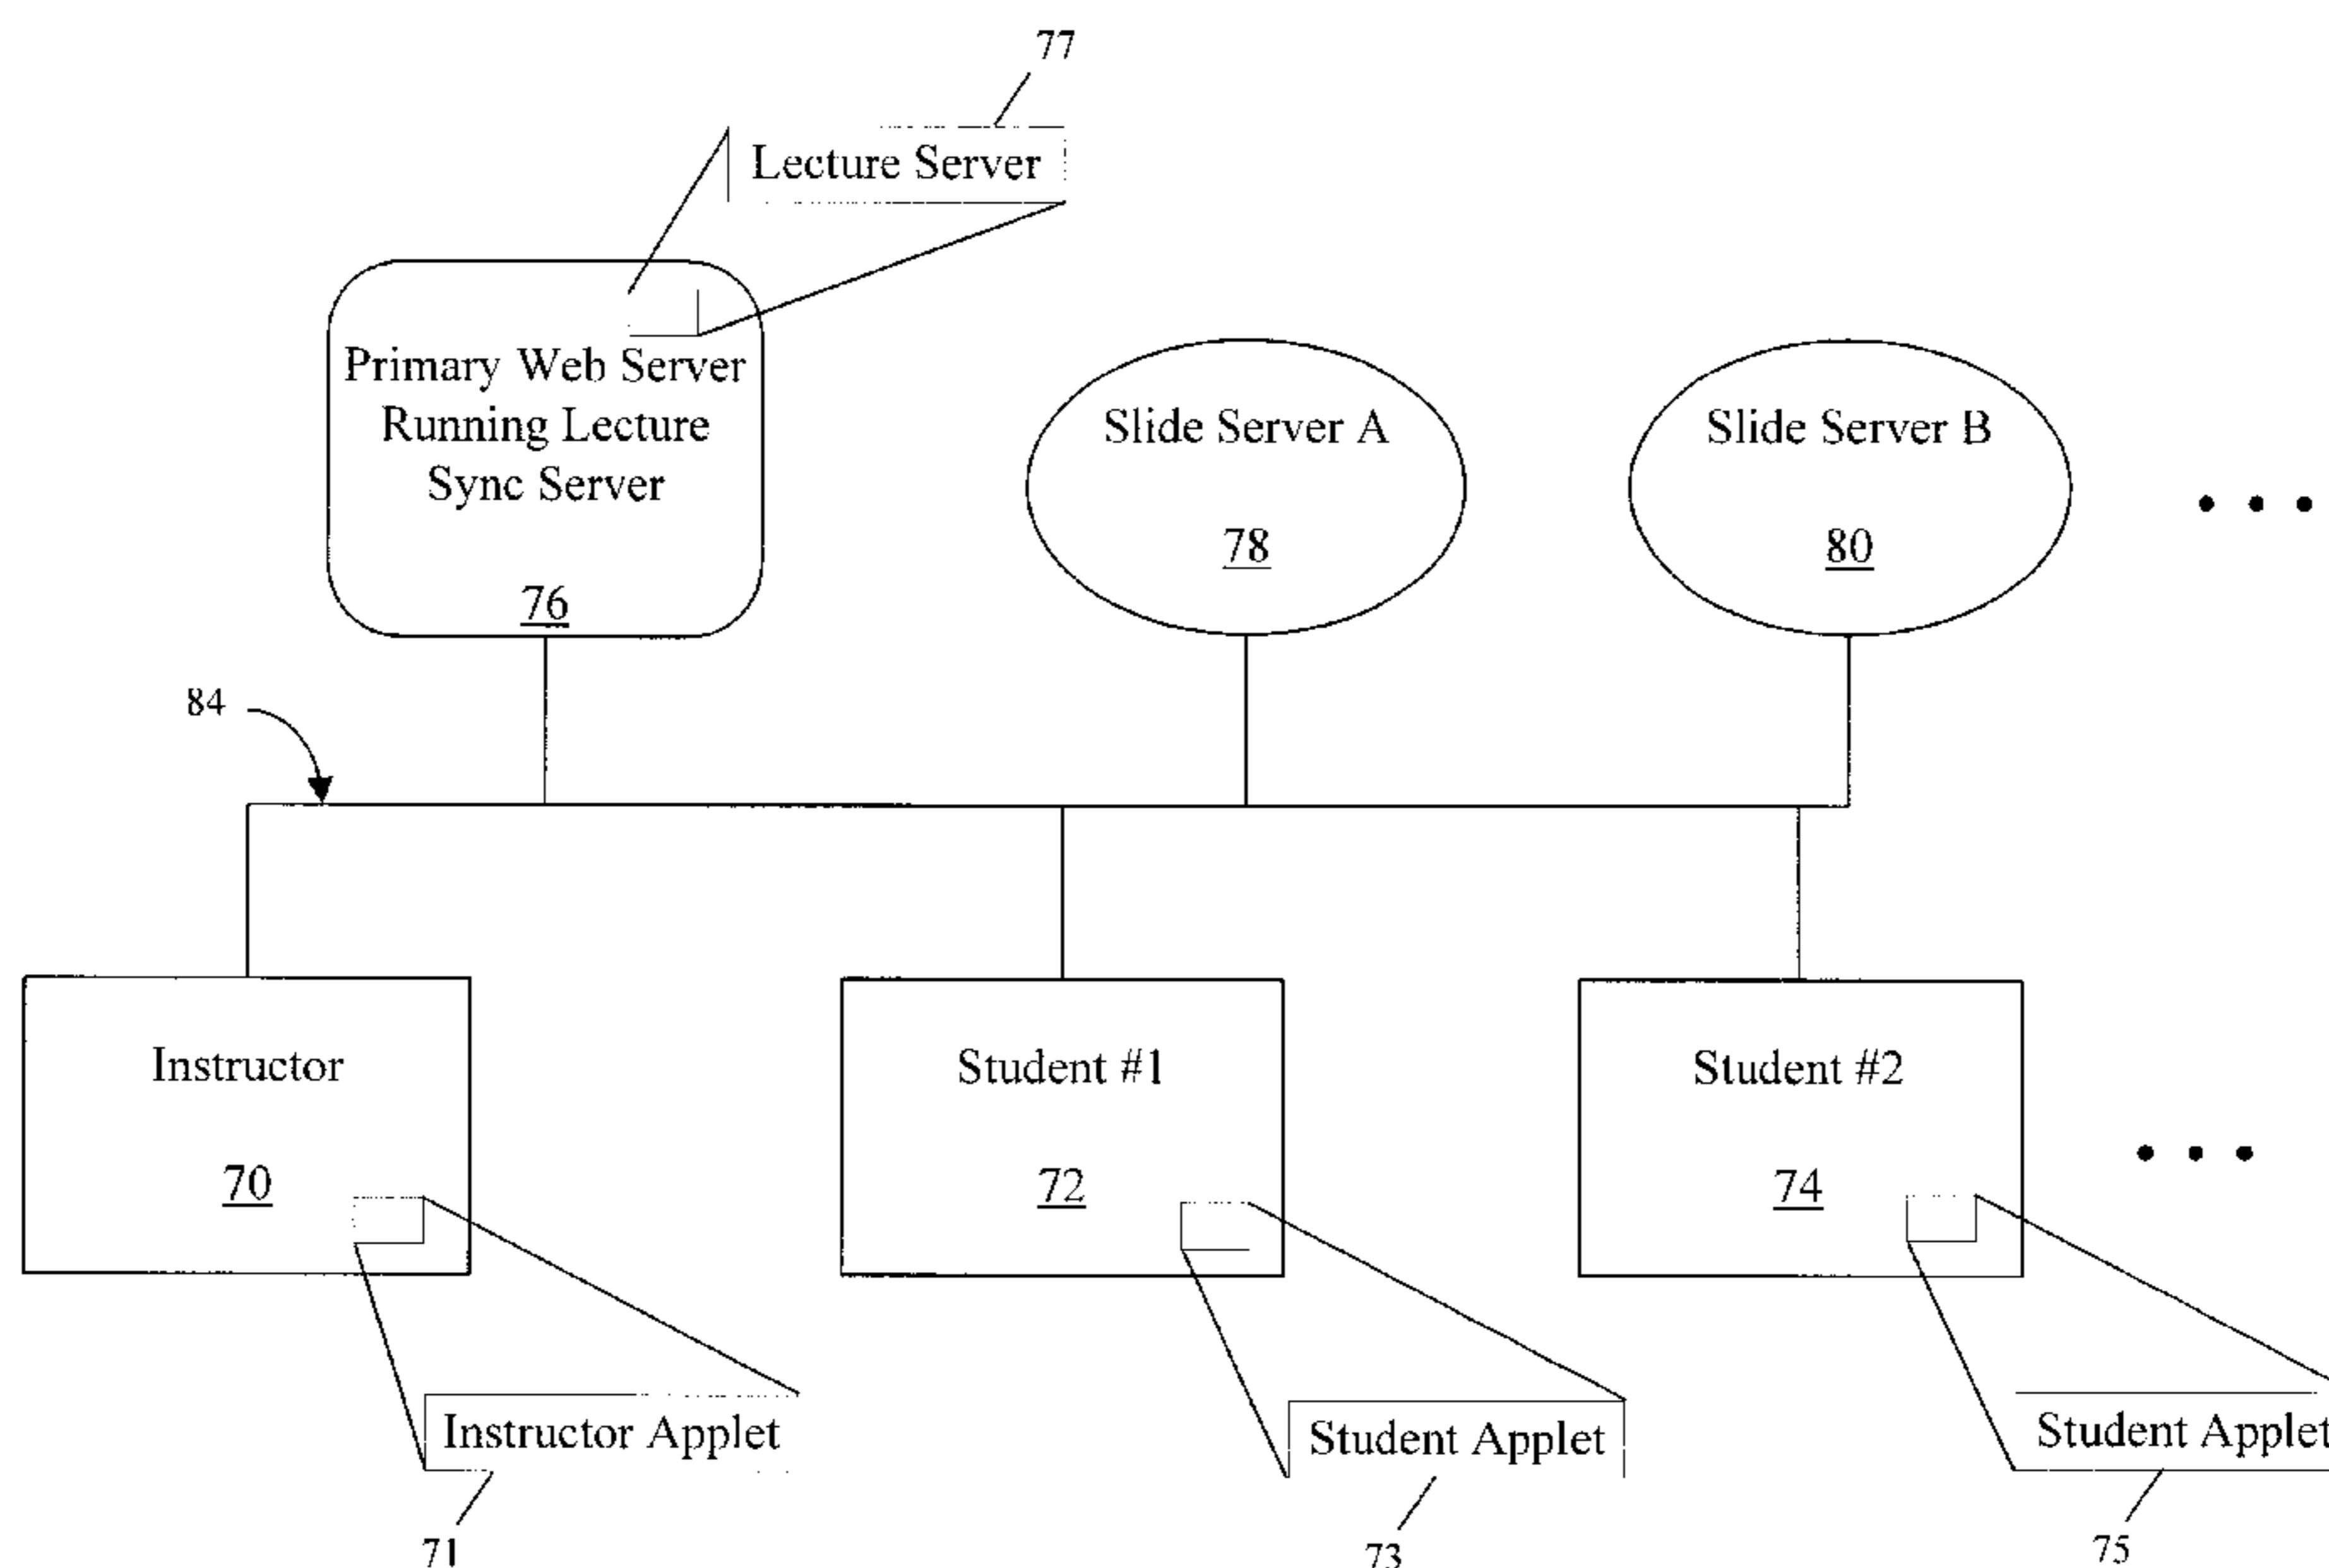 77
Lecture Server
Primary Web Server
Running Lecture
Sync Server
76
Slide Server A
78
Slide Server B
80
84
Instructor
70
Student #1
72
Student #2
74
Instructor Applet
71
Student Applet
73
Student Applet
75